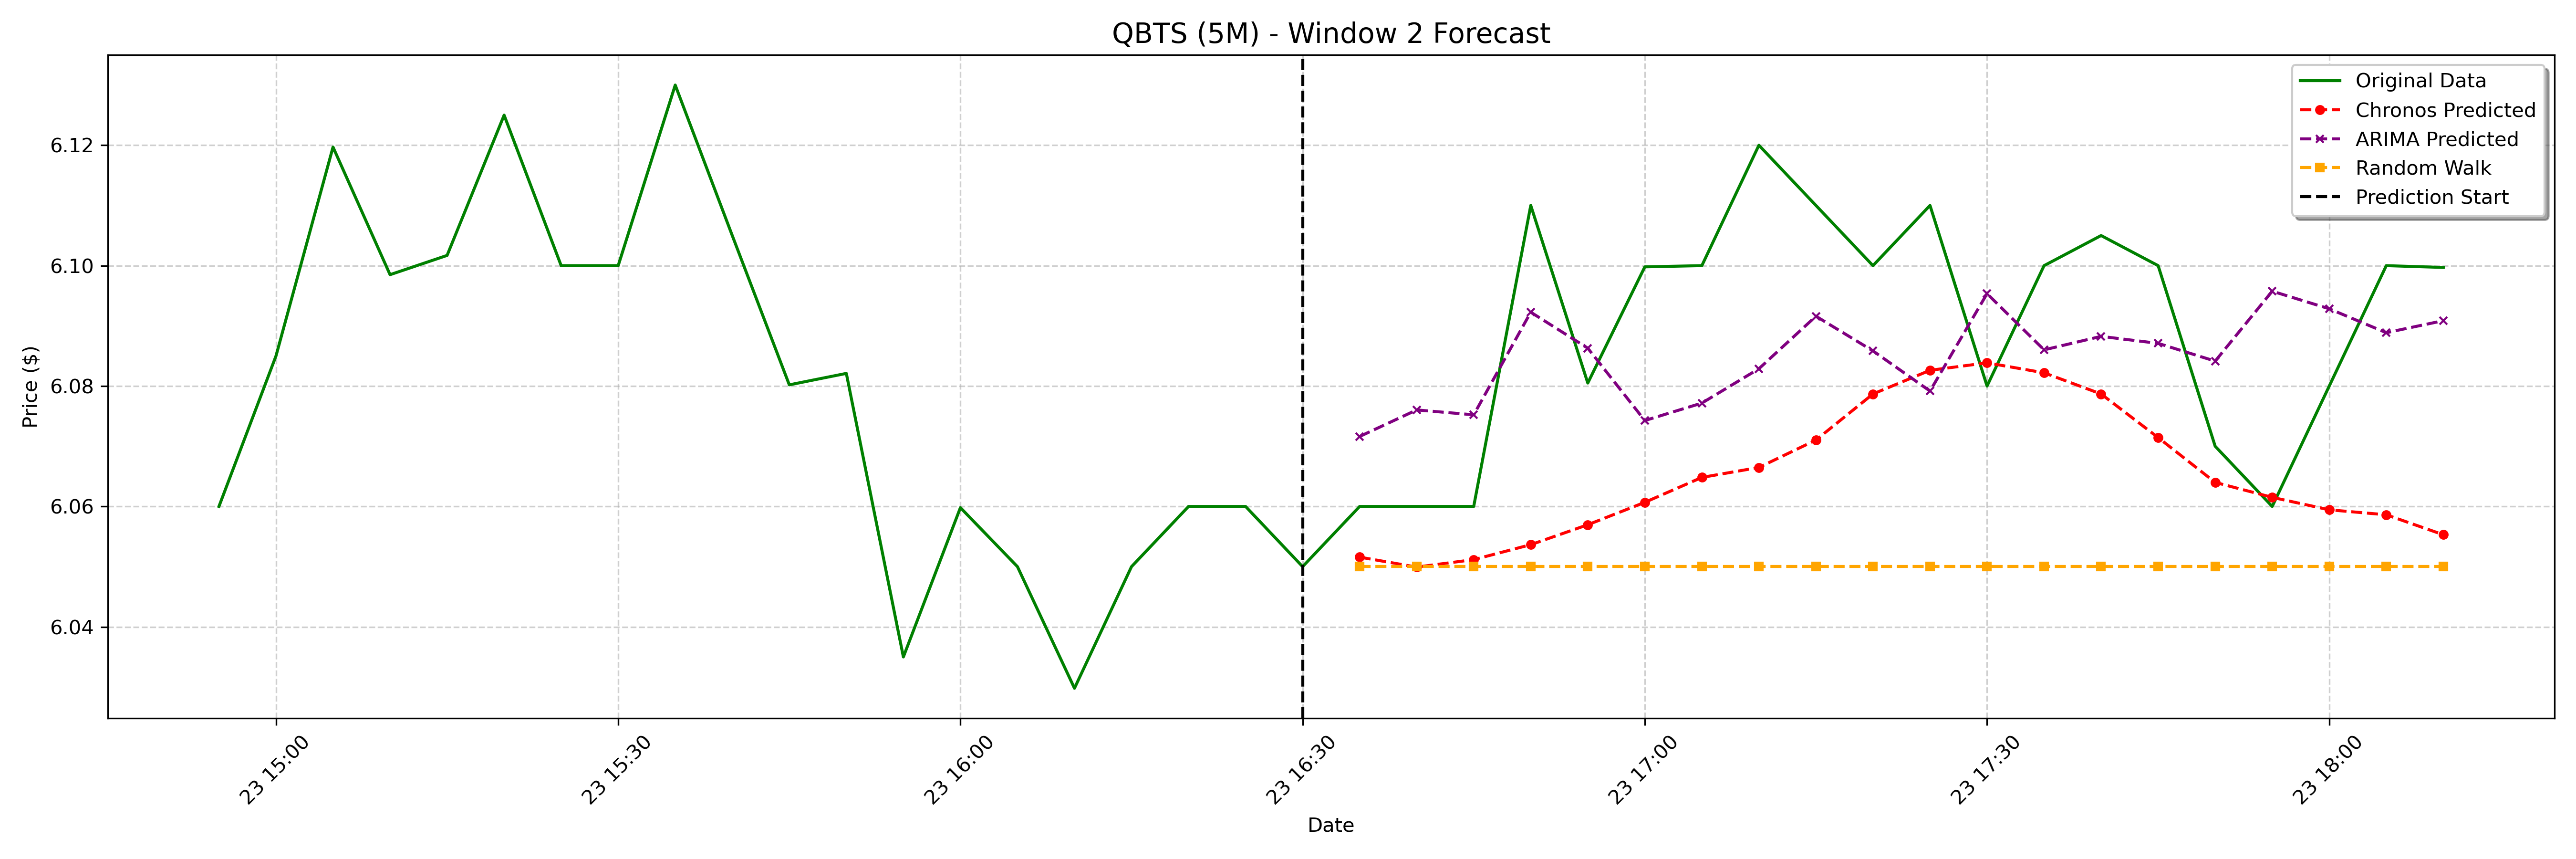 QBTS (5M) - Window 2 Forecast
Original Data
Chronos Predicted
ARIMA Predicted
Random Walk
Prediction Start
Price ($)
6.12
6.10
6.08
6.06
6.04
23 15:00
23 15:30
23 16:00
23 16:30
23 17:00
23 17:30
23 18:00
Date